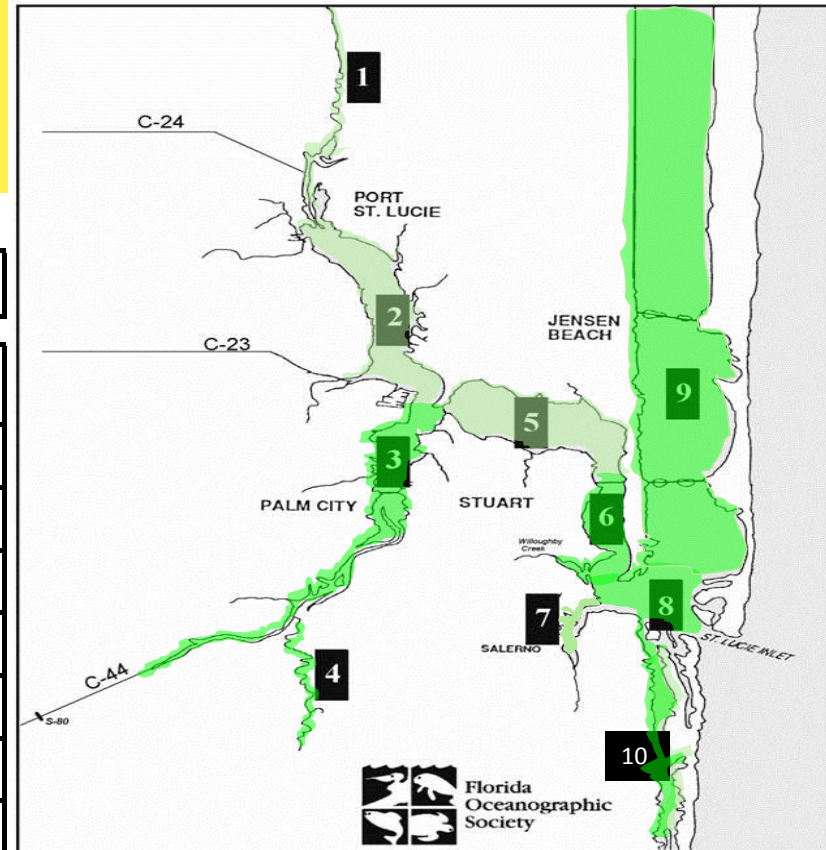 1
C-24
PORT
ST. LUCIE
2
JENSEN
BEACH
C-23
9
5
3
PALM CITY
STUART
6
Willoughby
Creek
7
8
SALERNO
ST. LUCIE INLET
4
C-44
S-80
10
Florida
Oceanographic
Society